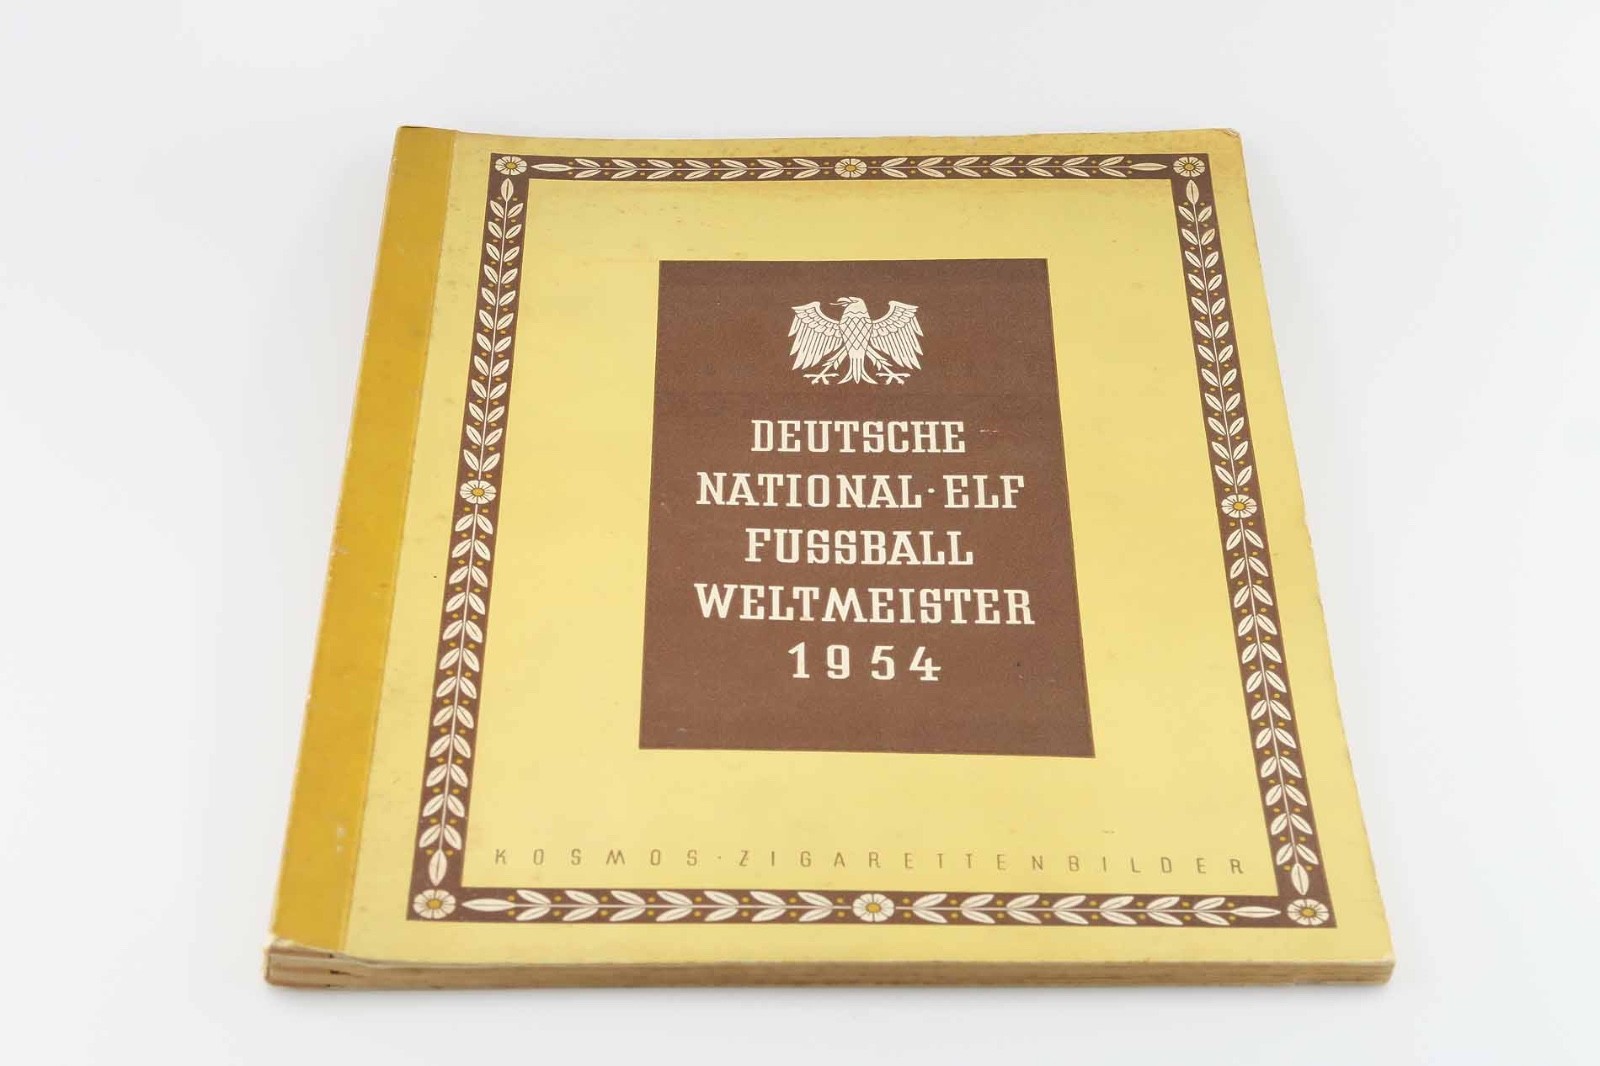 DEUTSCHE
NATIONAL·ELF
FUSSBALL
WELTMEISTER
1954
KOSMOS·ZIGARETTENBILDER